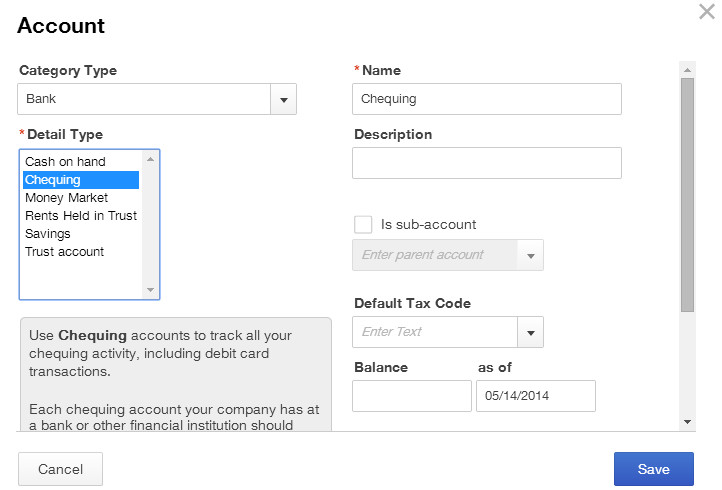 Account
Category Type
Bank
* Detail Type
Cash on hand
Chequing
Money Market
Rents Held in Trust
Savings
Trust account
Use Chequing accounts to track all your
chequing activity, including debit card
transactions.
Each chequing account your company has at
a bank or other financial institution should
* Name
Chequing
Description
Is sub-account
Enter parent account
Default Tax Code
Enter Text
Balance as of
05/14/2014
Cancel
Save